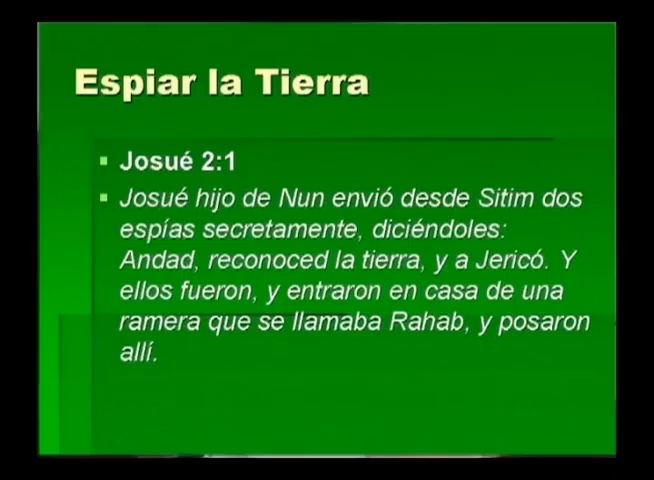 Espiar la Tierra
Josué 2:1
Josué hijo de Nun envió desde Sitim dos
espías secretamente, diciéndoles:
Andad, reconoced la tierra, y a Jericó. Y
ellos fueron, y entraron en casa de una
ramera que se llamaba Rahab, y posaron
allí.